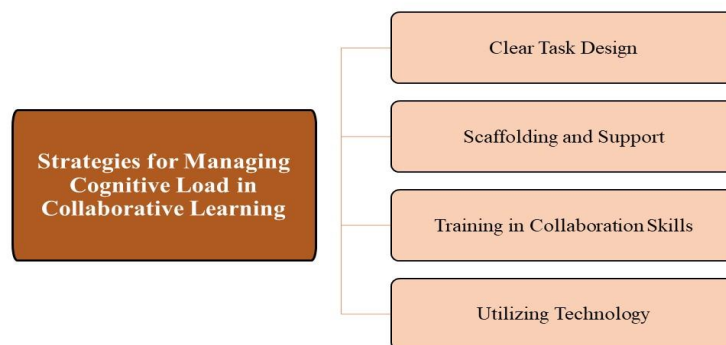 Strategies for Managing
Cognitive Load in
Collaborative Learning
Clear Task Design
Scaffolding and Support
Training in Collaboration Skills
Utilizing Technology